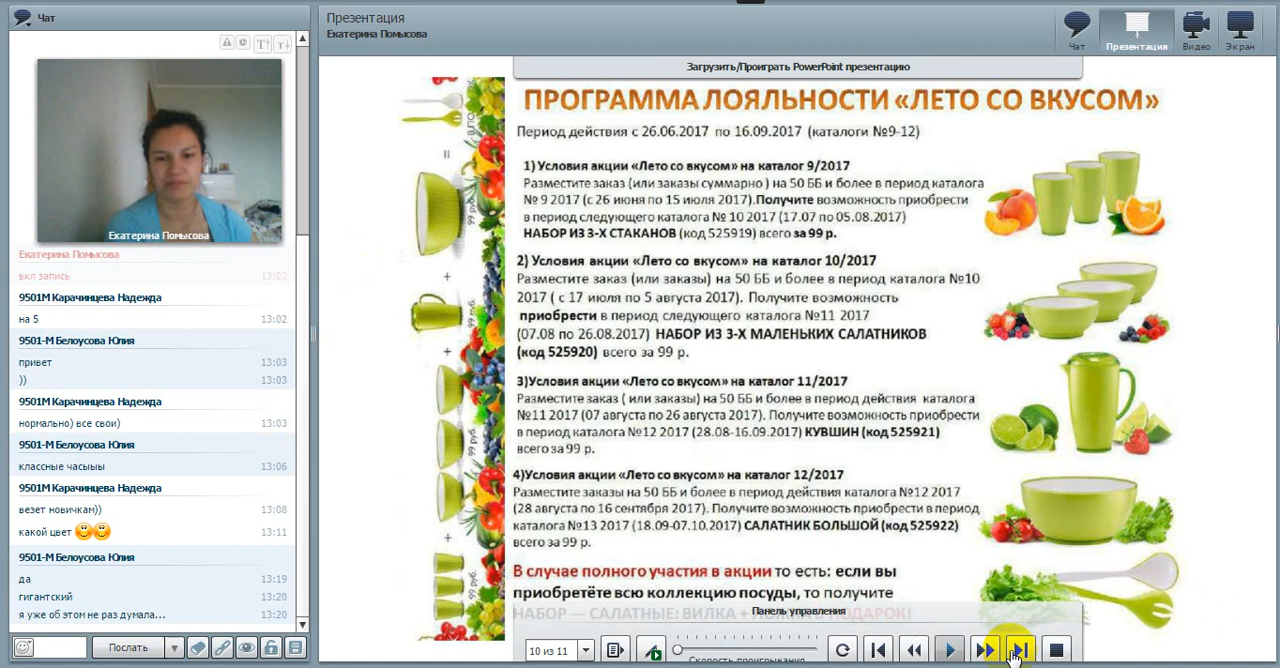 Чат
Екатерина Помысова
Екатерина Помысова
вкл запись 13:02
9501М Карачинцева Надежда
на 5 13:02
9501-М Белоусова Юлия
привет 13:03
)) 13:03
9501М Карачинцева Надежда
нормально) все свои) 13:03
9501-М Белоусова Юлия
классные часыыы 13:06
9501М Карачинцева Надежда
везет новичкам)) 13:08
какой цвет 13:11
9501-М Белоусова Юлия
да 13:19
гигантский 13:20
я уже об этом не раз думала... 13:20
Послать
Презентация
Екатерина Помысова
Чат
Презентация
Видео
Экран
Загрузить/Проиграть PowerPoint презентацию
ПРОГРАММА ЛОЯЛЬНОСТИ «ЛЕТО СО ВКУСОМ»
Период действия с 26.06.2017 по 16.09.2017 (каталоги №9-12)
1) Условия акции «Лето со вкусом» на каталог 9/2017
Разместите заказ (или заказы суммарно ) на 50 ББ и более в период каталога
№ 9 2017 (с 26 июня по 15 июля 2017).Получите возможность приобрести
в период следующего каталога № 10 2017 (17.07 по 05.08.2017)
НАБОР ИЗ 3-Х СТАКАНОВ (код 525919) всего за 99 р.
2) Условия акции «Лето со вкусом» на каталог 10/2017
Разместите заказ (или заказы) на 50 ББ и более в период каталога №10
2017 ( с 17 июля по 5 августа 2017). Получите возможность
приобрести в период следующего каталога №11 2017
(07.08 по 26.08.2017) НАБОР ИЗ 3-Х МАЛЕНЬКИХ САЛАТНИКОВ
(код 525920) всего за 99 р.
3)Условия акции «Лето со вкусом» на каталог 11/2017
Разместите заказ ( или заказы) на 50 ББ и более в период действия каталога
№11 2017 (07 августа по 26 августа 2017). Получите возможность приобрести
в период каталога №12 2017 (28.08-16.09.2017) КУВШИН (код 525921)
всего за 99 р.
4)Условия акции «Лето со вкусом» на каталог 12/2017
Разместите заказы на 50 ББ и более в период действия каталога №12 2017
(28 августа по 16 сентября 2017). Получите возможность приобрести в период
каталога №13 2017 (18.09-07.10.2017) САЛАТНИК БОЛЬШОЙ (код 525922)
всего за 99 р.
В случае полного участия в акции то есть: если вы
приобретёте всю коллекцию посуды, то получите
НАБОР — САЛАТНЫЕ: ВИЛКА + ЛОЖКА В ПОДАРОК!
=
99 руб.
+
99 руб.
+
99 руб.
+
99 руб.
Панель управления
10 из 11
Скорость проигрывания